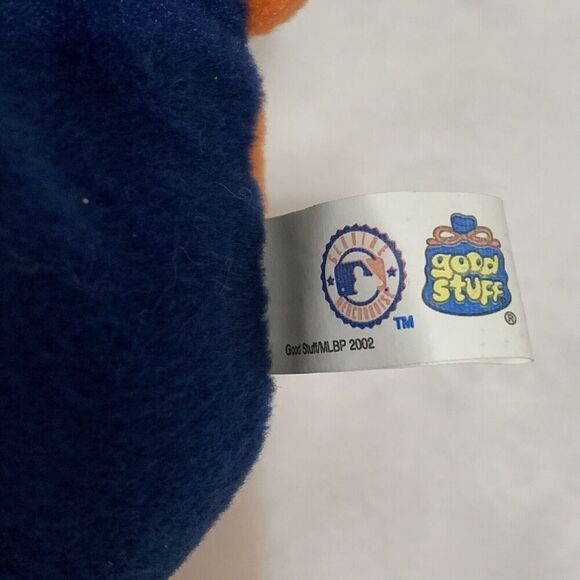 GENUINE
MERCHANDISE
TM
good
stuff
®
Good Stuff/MLBP 2002